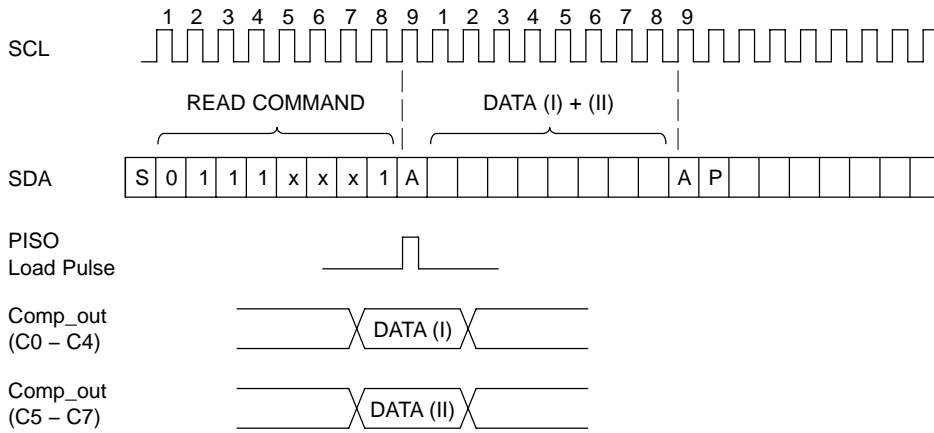 1 2 3 4 5 6 7 8 9 1 2 3 4 5 6 7 8 9
SCL
READ COMMAND DATA (I) + (II)
SDA S 0 1 1 1 x x x 1 A A P
PISO
Load Pulse
Comp_out
(C0 – C4)
DATA (I)
Comp_out
(C5 – C7)
DATA (II)